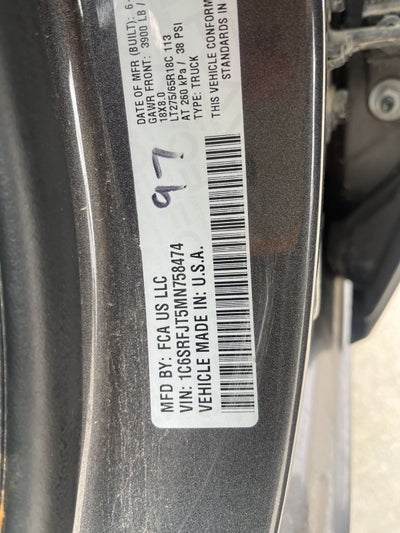 DATE OF MFR (BUILT): 6-
GAWR FRONT: 3900 LB /
18X8.0
LT275/65R18C 113
AT 260 kPa / 38 PSI
TYPE: TRUCK
THIS VEHICLE CONFORM
STANDARDS IN
97
MFD BY: FCA US LLC
VIN: 1C6SRFJT5MN758474
VEHICLE MADE IN: U.S.A.